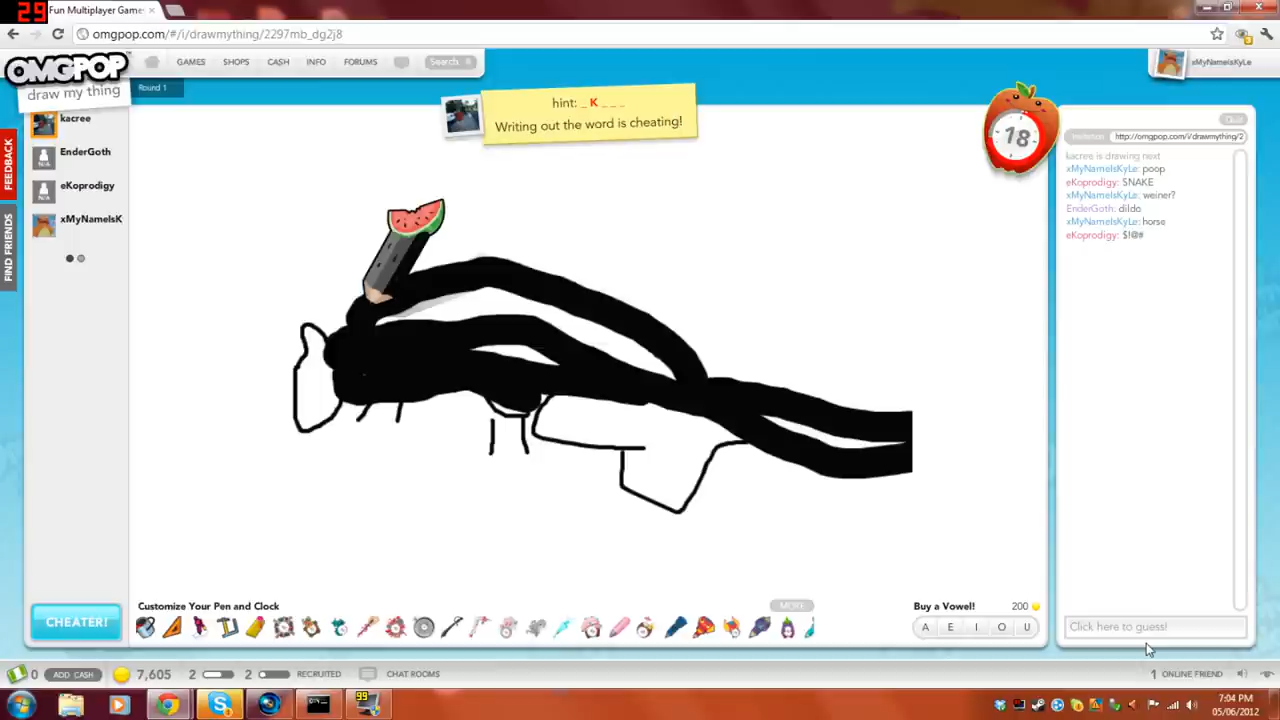 29
Fun Multiplayer Game
omgpop.com/#/i/drawmything/2297mb_dg2j8
OMGPOP
TM
draw my thing
GAMES SHOPS CASH INFO FORUMS Search
xMyNameIsKyLe
Round 1
hint: _ K _ _ _
Writing out the word is cheating!
18
Quiz
Invitation http://omgpop.com/i/drawmything/2
FEEDBACK
FIND FRIENDS
kacree
N/A EnderGoth
N/A eKoprodigy
xMyNameIsK
kacree is drawing next
xMyNameIsKyLe: poop
eKoprodigy: SNAKE
xMyNameIsKyLe: weiner?
EnderGoth: dildo
xMyNameIsKyLe: horse
eKoprodigy: $!@#
CHEATER!
Customize Your Pen and Clock
MORE
Buy a Vowel! 200
A E I O U
Click here to guess!
0 ADD CASH 7,605 2 2 RECRUITED CHAT ROOMS
1 ONLINE FRIEND
99
7:04 PM
05/06/2012